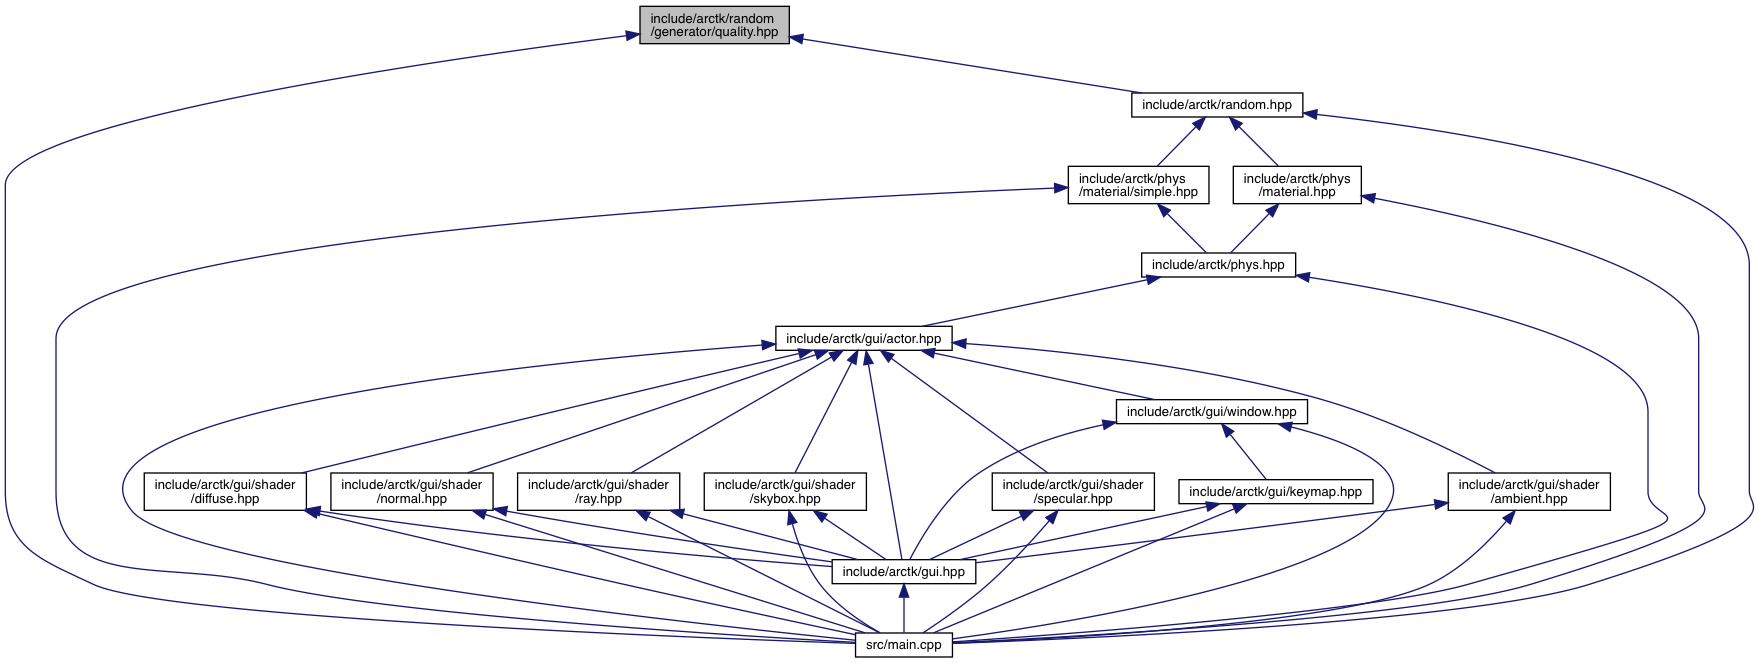 include/arctk/random
/generator/quality.hpp
include/arctk/random.hpp
include/arctk/phys
/material/simple.hpp
include/arctk/phys
/material.hpp
include/arctk/phys.hpp
include/arctk/gui/actor.hpp
include/arctk/gui/window.hpp
include/arctk/gui/shader
/diffuse.hpp
include/arctk/gui/shader
/normal.hpp
include/arctk/gui/shader
/ray.hpp
include/arctk/gui/shader
/skybox.hpp
include/arctk/gui/shader
/specular.hpp
include/arctk/gui/keymap.hpp
include/arctk/gui/shader
/ambient.hpp
include/arctk/gui.hpp
src/main.cpp